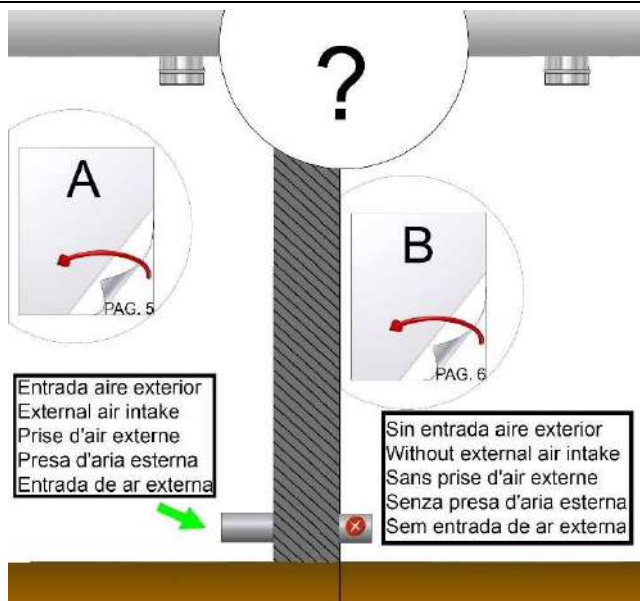 ?
A
PAG. 5
B
PAG. 6
Entrada aire exterior
External air intake
Prise d'air externe
Presa d'aria esterna
Entrada de ar externa
Sin entrada aire exterior
Without external air intake
Sans prise d'air externe
Senza presa d'aria esterna
Sem entrada de ar externa